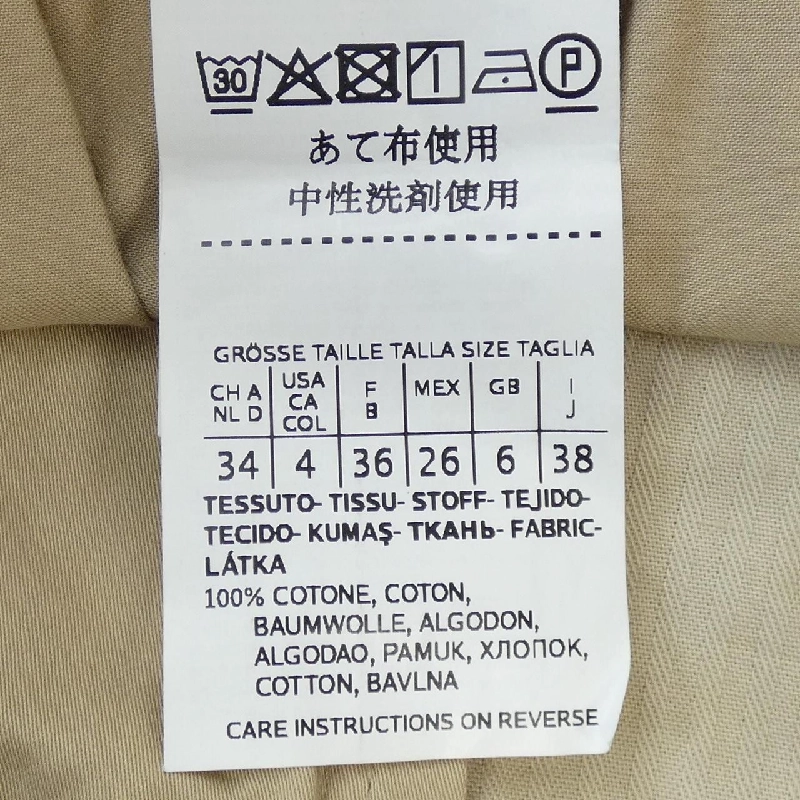 30 P
あて布使用
中性洗剤使用
GRÖSSE TAILLE TALLA SIZE TAGLIA
CH A USA F MEX GB I
NL D CA B J
COL
34 4 36 26 6 38
TESSUTO- TISSU- STOFF- TEJIDO-
TECIDO- KUMAŞ- ТКАНЬ- FABRIC-
LÁTKA
100% COTONE, COTON,
BAUMWOLLE, ALGODON,
ALGODAO, PAMUK, ХЛОПОК,
COTTON, BAVLNA
CARE INSTRUCTIONS ON REVERSE